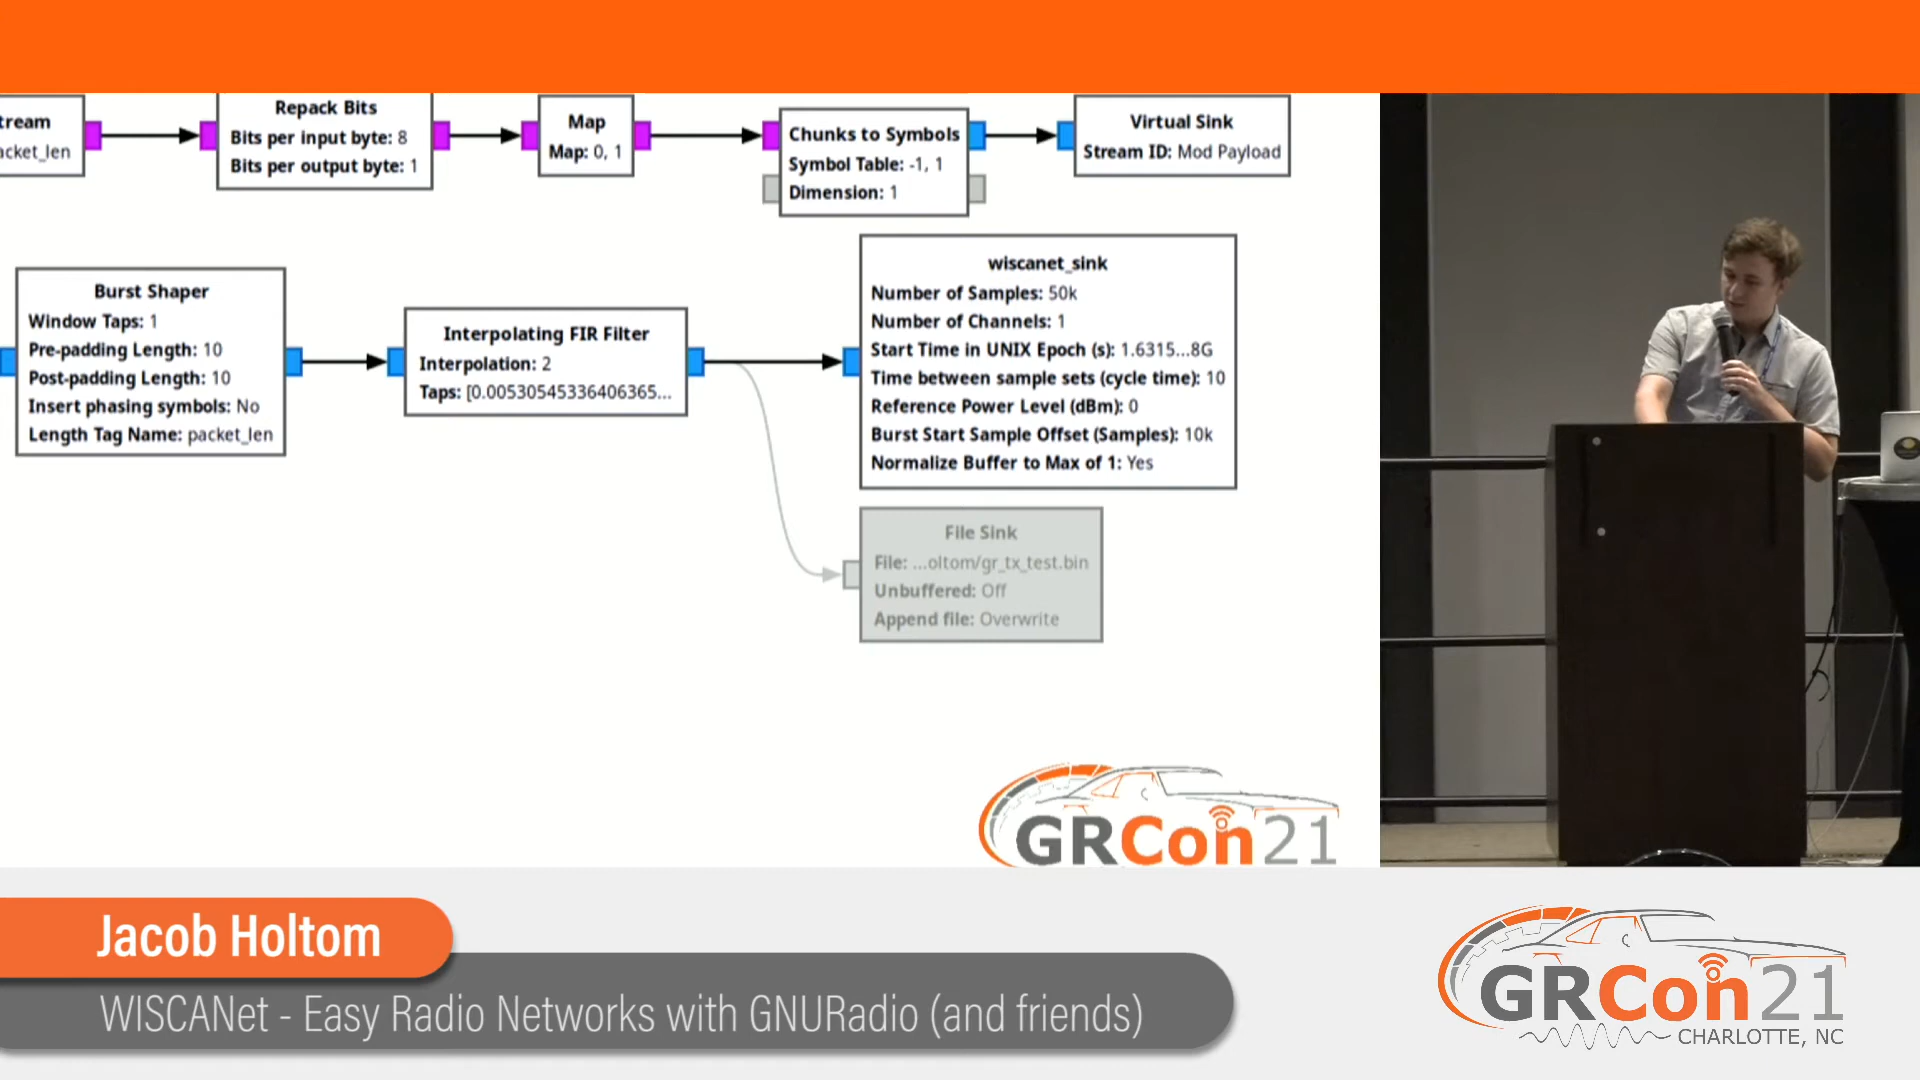 tream
acket_len
Repack Bits
Bits per input byte: 8
Bits per output byte: 1
Map
Map: 0, 1
Chunks to Symbols
Symbol Table: -1, 1
Dimension: 1
Virtual Sink
Stream ID: Mod Payload
Burst Shaper
Window Taps: 1
Pre-padding Length: 10
Post-padding Length: 10
Insert phasing symbols: No
Length Tag Name: packet_len
Interpolating FIR Filter
Interpolation: 2
Taps: [0.00530545336406365...
wiscanet_sink
Number of Samples: 50k
Number of Channels: 1
Start Time in UNIX Epoch (s): 1.6315...8G
Time between sample sets (cycle time): 10
Reference Power Level (dBm): 0
Burst Start Sample Offset (Samples): 10k
Normalize Buffer to Max of 1: Yes
File Sink
File: ...oltom/gr_tx_test.bin
Unbuffered: Off
Append file: Overwrite
GRCon21
Jacob Holtom
WISCANet - Easy Radio Networks with GNURadio (and friends)
GRCon21
CHARLOTTE, NC